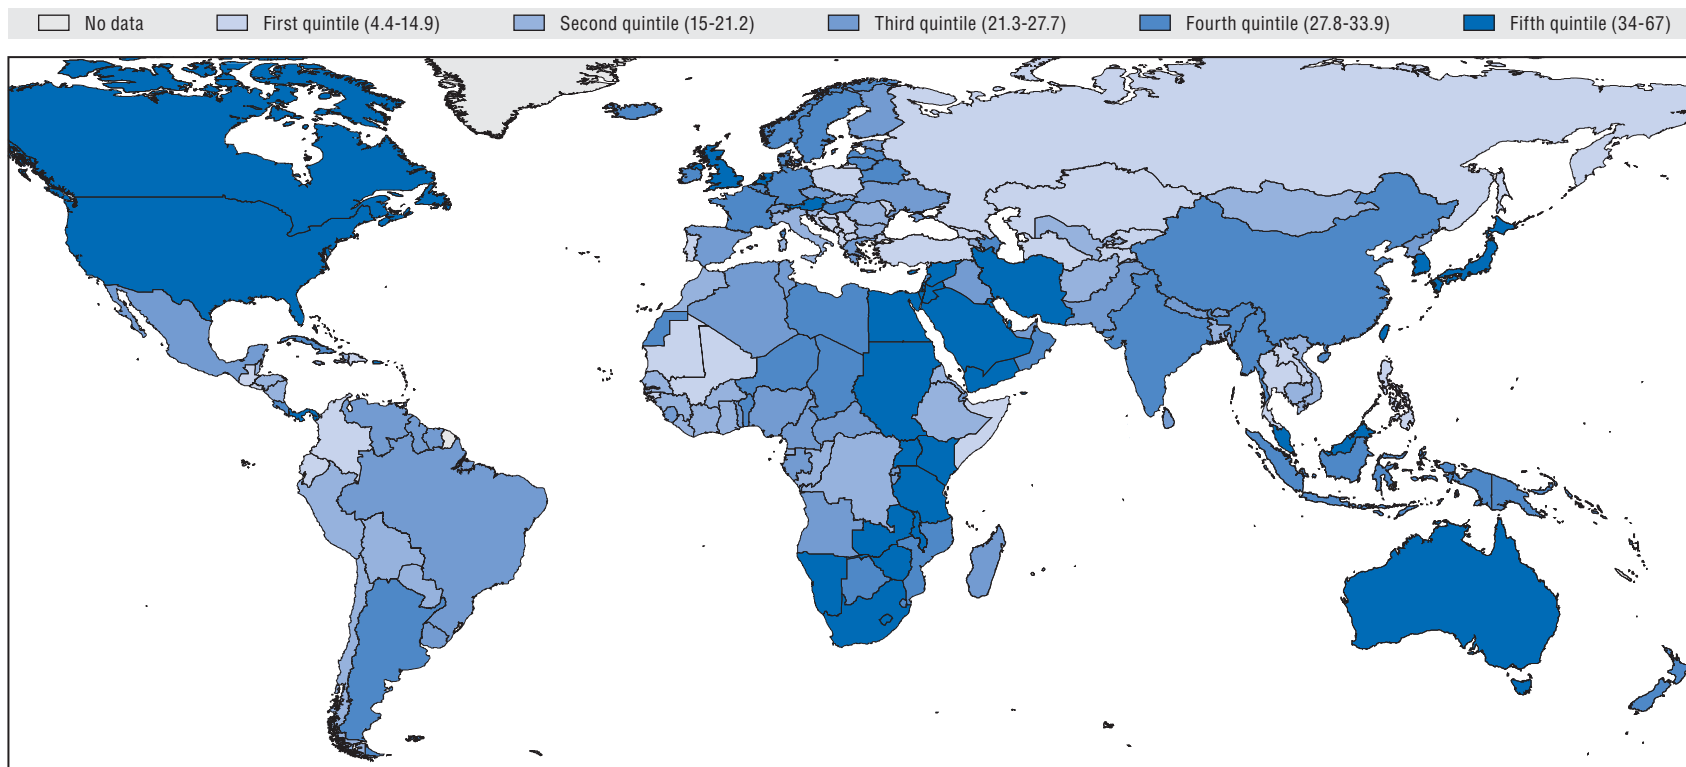 No data First quintile (4.4-14.9) Second quintile (15-21.2) Third quintile (21.3-27.7) Fourth quintile (27.8-33.9) Fifth quintile (34-67)